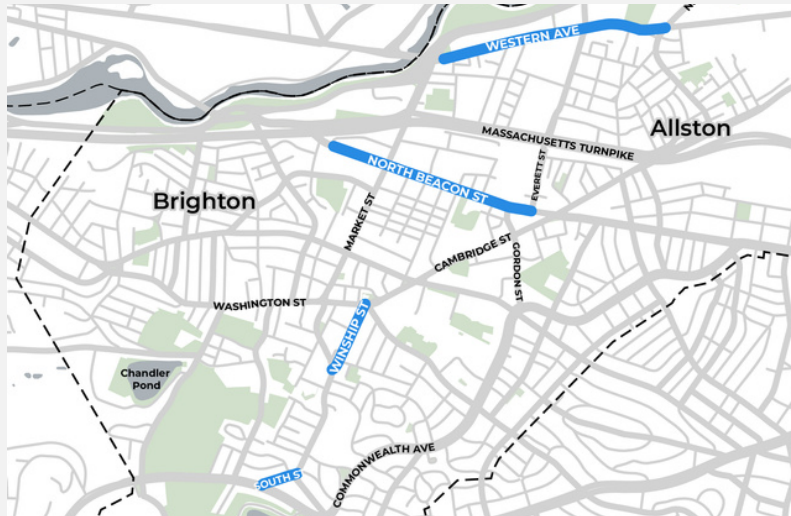 WESTERN AVE
Allston
MASSACHUSETTS TURNPIKE
NORTH BEACON ST
EVERETT ST
Brighton
MARKET ST
CAMBRIDGE ST
GORDON ST
WASHINGTON ST
WINSHIP ST
Chandler
Pond
COMMONWEALTH AVE
SOUTH S